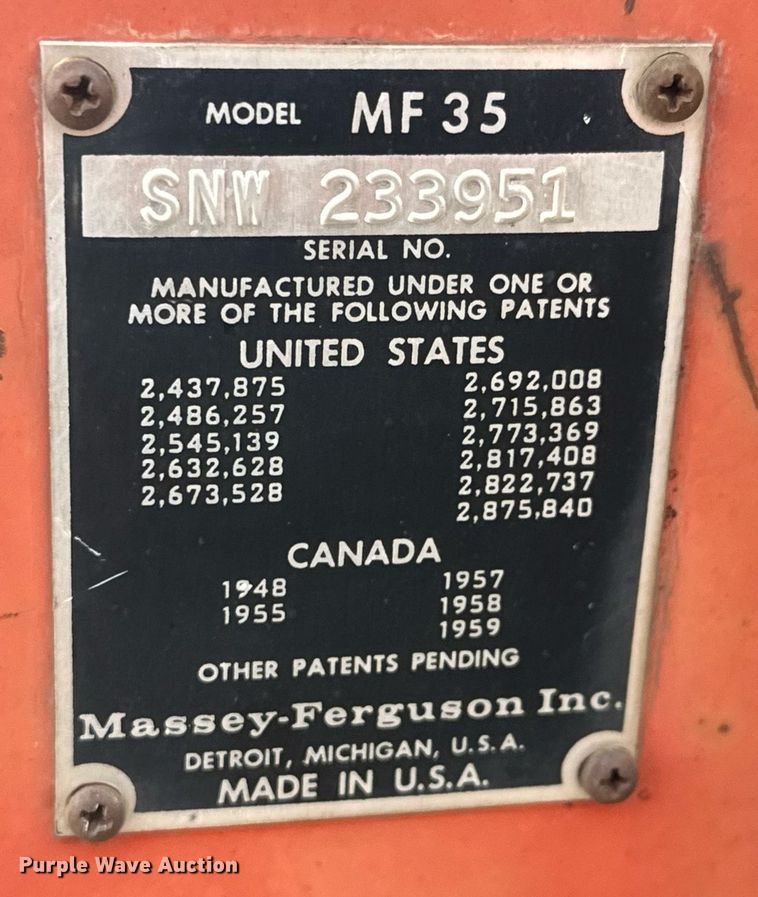 MODEL MF 35
SNW 233951
SERIAL NO.
MANUFACTURED UNDER ONE OR
MORE OF THE FOLLOWING PATENTS
UNITED STATES
2,437,875 2,692,008
2,486,257 2,715,863
2,545,139 2,773,369
2,632,628 2,817,408
2,673,528 2,822,737
2,875,840
CANADA
1948 1957
1955 1958
1959
OTHER PATENTS PENDING
Massey-Ferguson Inc.
DETROIT, MICHIGAN, U.S.A.
MADE IN U.S.A.
Purple Wave Auction